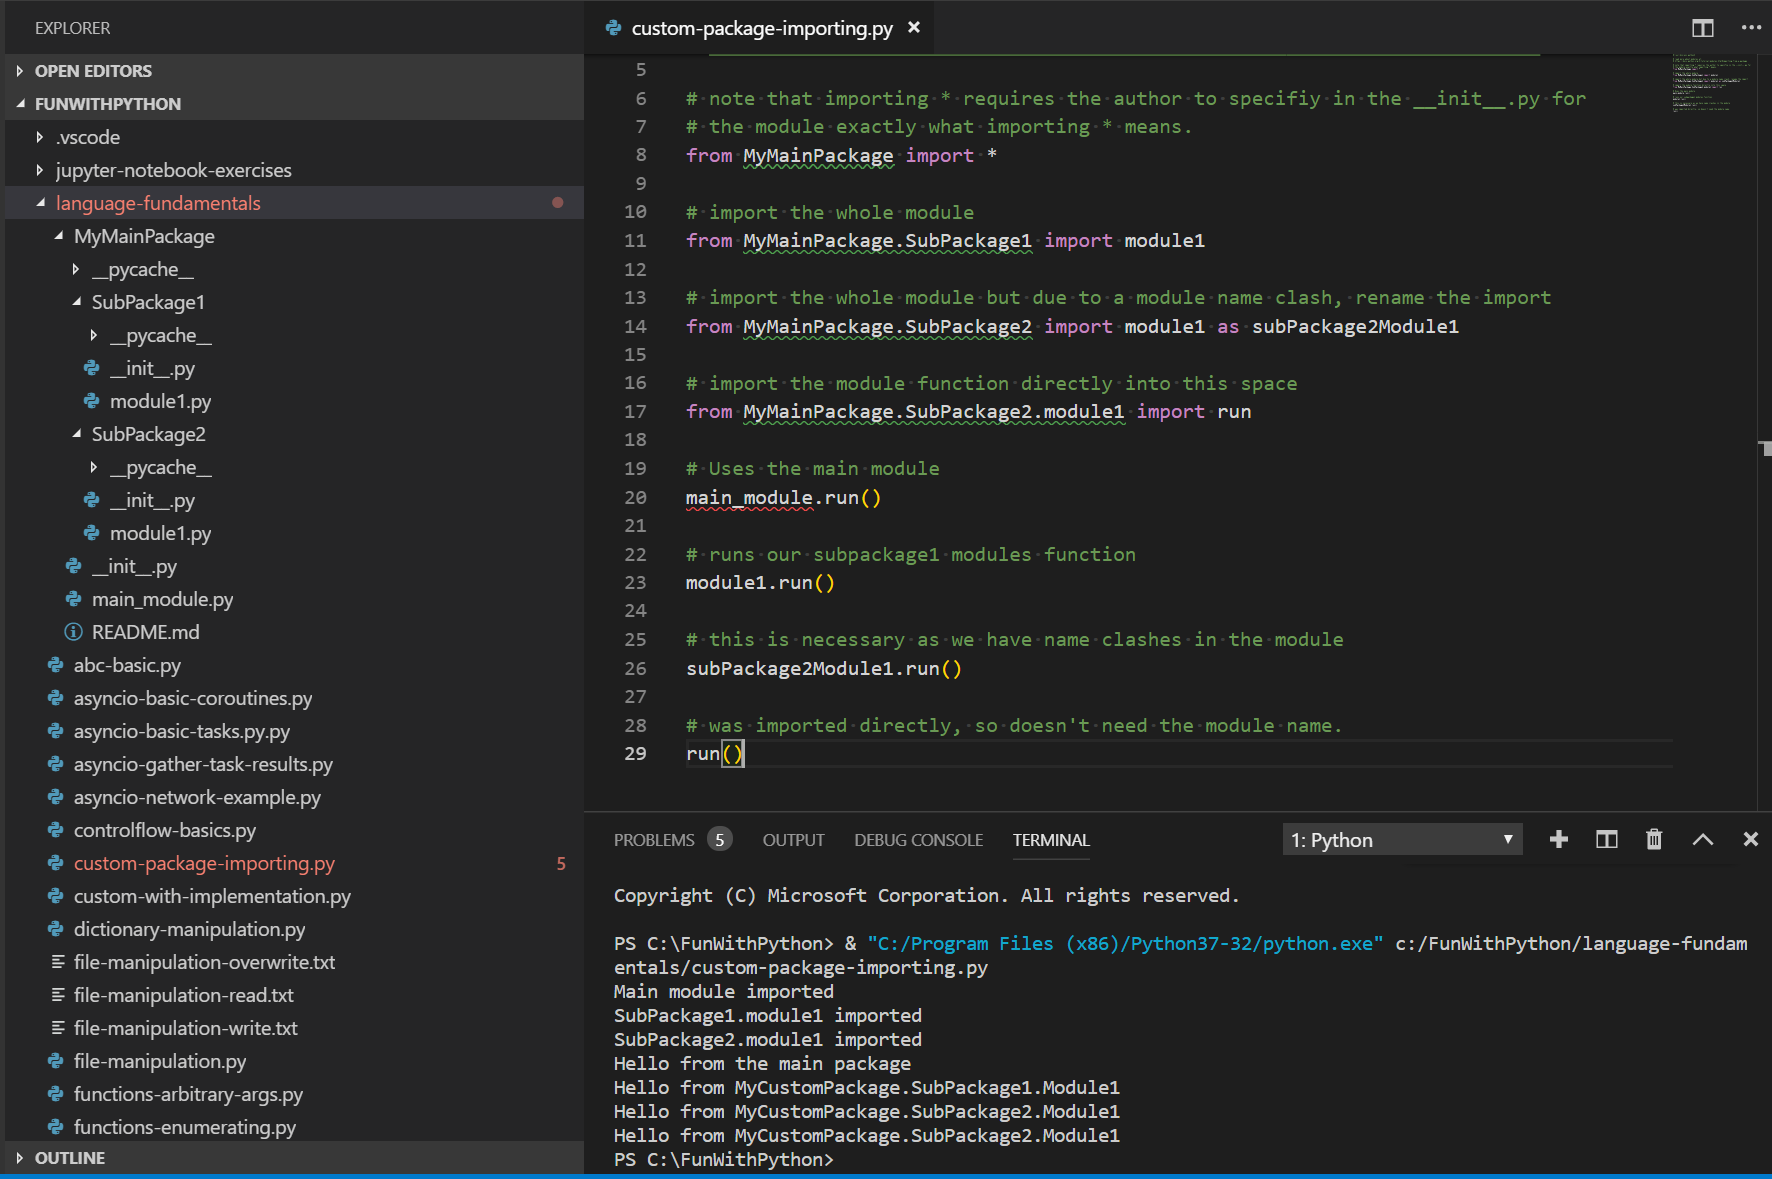 EXPLORER
OPEN EDITORS
FUNWITHPYTHON
.vscode
jupyter-notebook-exercises
language-fundamentals
MyMainPackage
__pycache__
SubPackage1
__pycache__
__init__.py
module1.py
SubPackage2
__pycache__
__init__.py
module1.py
__init__.py
main_module.py
README.md
abc-basic.py
asyncio-basic-coroutines.py
asyncio-basic-tasks.py.py
asyncio-gather-task-results.py
asyncio-network-example.py
controlflow-basics.py
custom-package-importing.py 5
custom-with-implementation.py
dictionary-manipulation.py
file-manipulation-overwrite.txt
file-manipulation-read.txt
file-manipulation-write.txt
file-manipulation.py
functions-arbitrary-args.py
functions-enumerating.py
OUTLINE
custom-package-importing.py
5
6 # note that importing * requires the author to specifiy in the __init__.py for
7 # the module exactly what importing * means.
8 from MyMainPackage import *
9
10 # import the whole module
11 from MyMainPackage.SubPackage1 import module1
12
13 # import the whole module but due to a module name clash, rename the import
14 from MyMainPackage.SubPackage2 import module1 as subPackage2Module1
15
16 # import the module function directly into this space
17 from MyMainPackage.SubPackage2.module1 import run
18
19 # Uses the main module
20 main_module.run()
21
22 # runs our subpackage1 modules function
23 module1.run()
24
25 # this is necessary as we have name clashes in the module
26 subPackage2Module1.run()
27
28 # was imported directly, so doesn't need the module name.
29 run()
PROBLEMS 5 OUTPUT DEBUG CONSOLE TERMINAL 1: Python
Copyright (C) Microsoft Corporation. All rights reserved.
PS C:\FunWithPython> & "C:/Program Files (x86)/Python37-32/python.exe" c:/FunWithPython/language-fundam
entals/custom-package-importing.py
Main module imported
SubPackage1.module1 imported
SubPackage2.module1 imported
Hello from the main package
Hello from MyCustomPackage.SubPackage1.Module1
Hello from MyCustomPackage.SubPackage2.Module1
Hello from MyCustomPackage.SubPackage2.Module1
PS C:\FunWithPython>